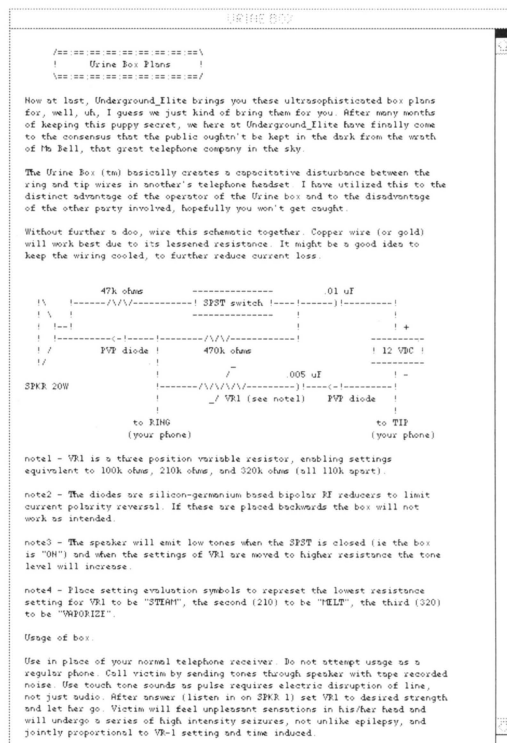 URINE BOX
/==:==:==:==:==:==:==:==:==\
! Urine Box Plans !
\==:==:==:==:==:==:==:==:==/
Now at last, Underground_Elite brings you these ultrasophisticated box plans
for, well, uh, I guess we just kind of bring them for you. After many months
of keeping this puppy secret, we here at Underground_Elite have finally come
to the consensus that the public oughtn't be kept in the dark from the wrath
of Ma Bell, that great telephone company in the sky.
The Urine Box (tm) basically creates a capacitative disturbance between the
ring and tip wires in another's telephone headset. I have utilized this to the
distinct advantage of the operator of the Urine box and to the disadvantage
of the other party involved, hopefully you won't get caught.
Without further a doo, wire this schematic together. Copper wire (or gold)
will work best due to its lessened resistance. It might be a good idea to
keep the wiring cooled, to further reduce current loss.
47k ohms --------------- .01 uF
!\ !------/\/\/-----------! SPST switch !----!------)!---------!
! \ ! --------------- ! !
! !--! ! ! +
! !----------<-!-----!-------/\/\/-------------! ----------
! / PVP diode ! 470k ohms ! 12 VDC !
!/ ! _ ----------
! / .005 uF ! -
SPKR 20W !-------/\/\/\/\/---------)!----<-!---------!
! _/ VR1 (see note1) PVP diode !
! !
to RING to TIP
(your phone) (your phone)
note1 - VR1 is a three position variable resistor, enabling settings
equivalent to 100k ohms, 210k ohms, and 320k ohms (all 110k apart).
note2 - The diodes are silicon-germanium based bipolar RI reducers to limit
current polarity reversal. If these are placed backwards the box will not
work as intended.
note3 - The speaker will emit low tones when the SPST is closed (ie the box
is "ON") and when the settings of VR1 are moved to higher resistance the tone
level will increase.
note4 - Place setting evaluation symbols to represet the lowest resistance
setting for VR1 to be "STEAM", the second (210) to be "MELT", the third (320)
to be "VAPORIZE".
Usage of box.
Use in place of your normal telephone receiver. Do not attempt usage as a
regular phone. Call victim by sending tones through speaker with tape recorded
noise. Use touch tone sounds as pulse requires electric disruption of line,
not just audio. After answer (listen in on SPKR 1) set VR1 to desired strength
and let her go. Victim will feel unpleasant sensations in his/her head and
will undergo a series of high intensity seizures, not unlike epilepsy, and
jointly proportional to VR-1 setting and time induced.